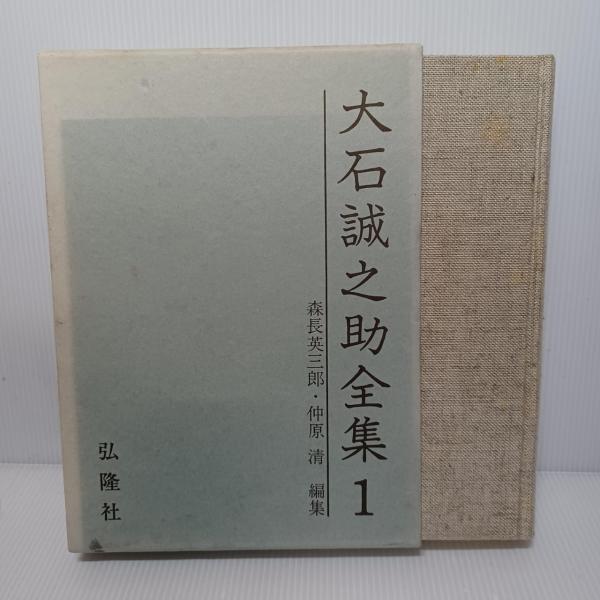 大石誠之助全集1
森長英三郎・仲原 清 編集
弘隆社